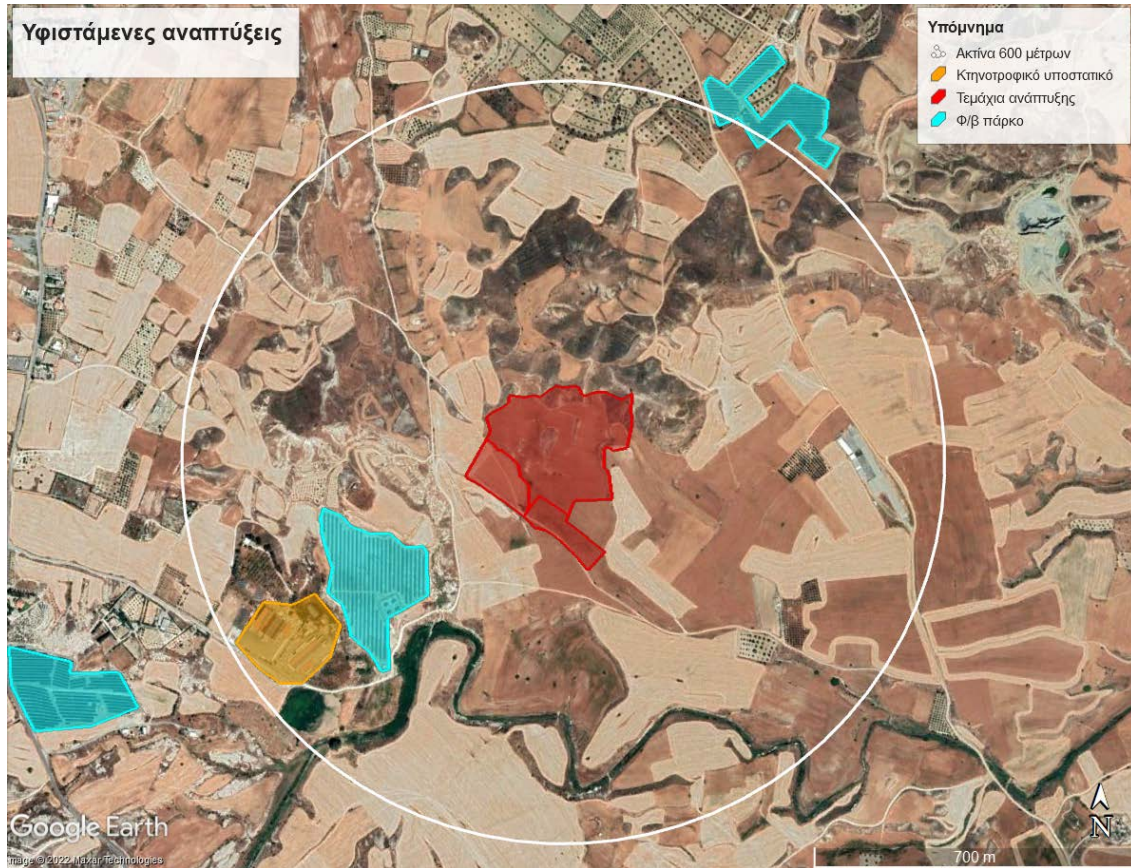 Υφιστάμενες αναπτύξεις
Υπόμνημα
Ακτίνα 600 μέτρων
Κτηνοτροφικό υποστατικό
Τεμάχια ανάπτυξης
Φ/β πάρκο
Google Earth
Image © 2022 Maxar Technologies
N
700 m